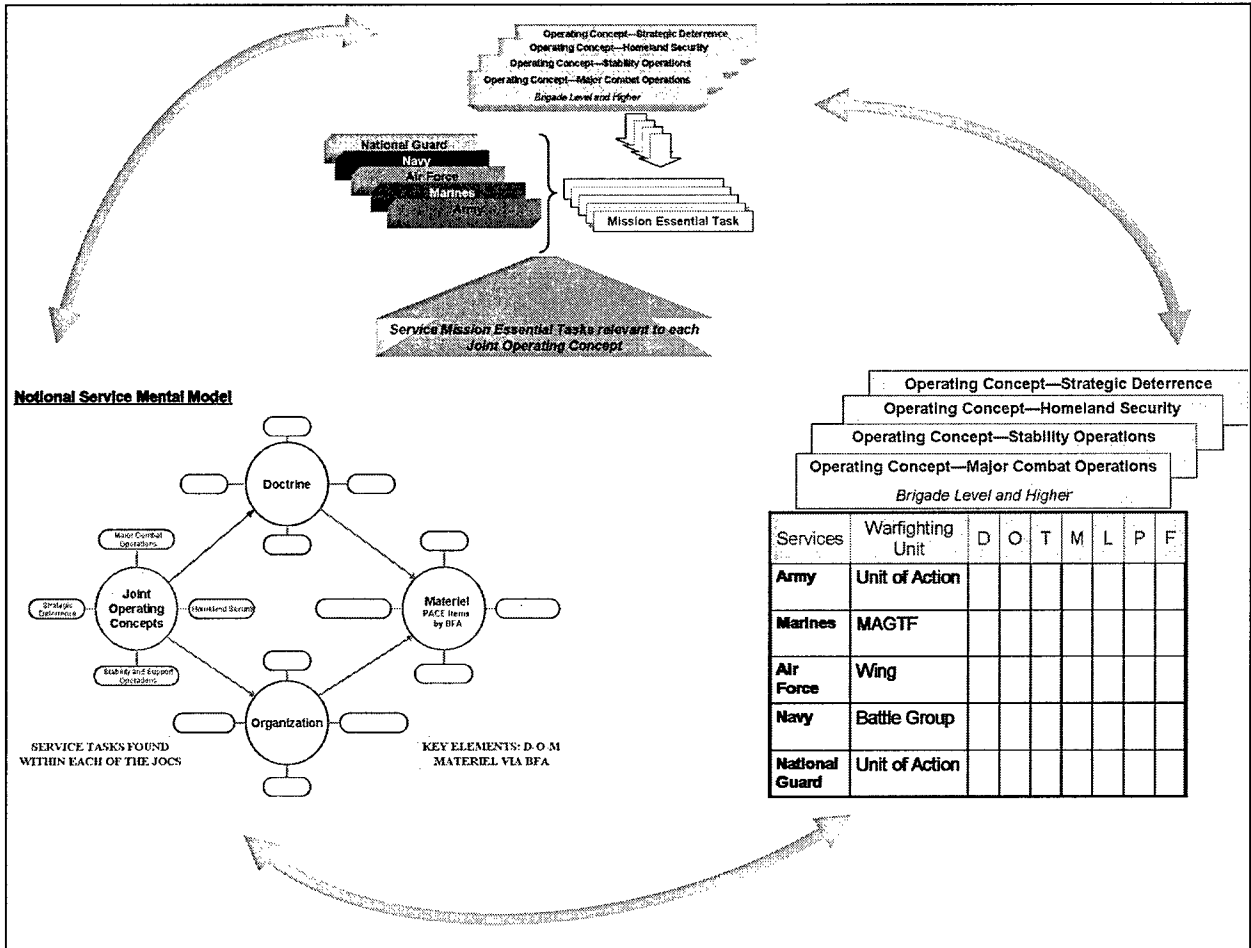 Operating Concept—Strategic Deterrence
Operating Concept—Homeland Security
Operating Concept—Stability Operations
Operating Concept—Major Combat Operations
Brigade Level and Higher
National Guard
Navy
Air Force
Marines
Army
Mission Essential Task
Service Mission Essential Tasks relevant to each
Joint Operating Concept
Notional Service Mental Model
Doctrine
Major Combat
Operations
Joint
Operating
Concepts
Strategic
Deterrence
Homeland Security
Stability and Support
Operations
Materiel
PACE Items
by BFA
Organization
SERVICE TASKS FOUND
WITHIN EACH OF THE JOCS
KEY ELEMENTS: D-O-M
MATERIEL VIA BFA
Operating Concept—Strategic Deterrence
Operating Concept—Homeland Security
Operating Concept—Stability Operations
Operating Concept—Major Combat Operations
Brigade Level and Higher
Services Warfighting Unit D O T M L P F
Army Unit of Action
Marines MAGTF
Air Force Wing
Navy Battle Group
National Guard Unit of Action